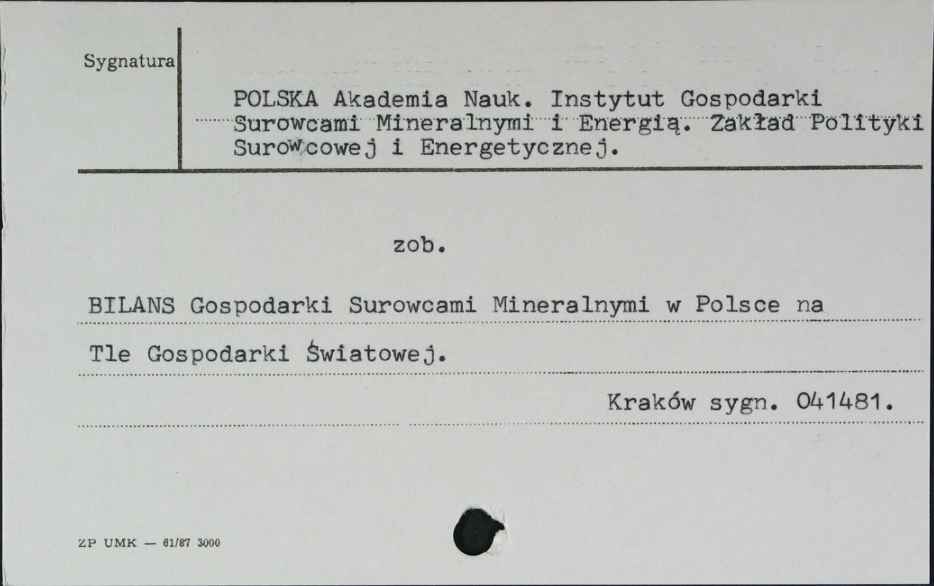 Sygnatura
POLSKA Akademia Nauk. Instytut Gospodarki
Surowcami Mineralnymi i Energią. Zakład Polityki
Surowcowej i Energetycznej.
zob.
BILANS Gospodarki Surowcami Mineralnymi w Polsce na
Tle Gospodarki Światowej.
Kraków sygn. 041481.
ZP UMK — 61/87 3000